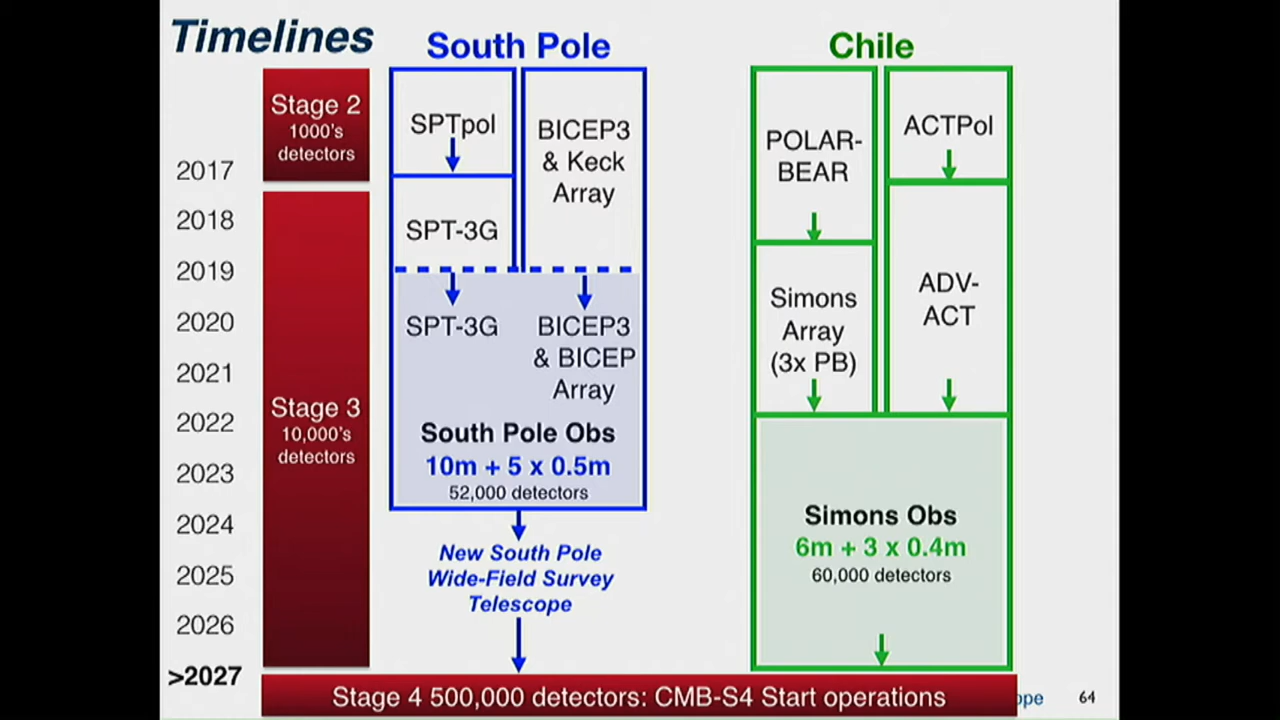 Timelines
South Pole
Chile
Stage 2
1000's
detectors
2017
2018
2019
2020
2021
2022
2023
2024
2025
2026
>2027
Stage 3
10,000's
detectors
SPTpol
SPT-3G
BICEP3
& Keck
Array
SPT-3G
BICEP3
& BICEP
Array
South Pole Obs
10m + 5 x 0.5m
52,000 detectors
New South Pole
Wide-Field Survey
Telescope
POLAR-
BEAR
ACTPol
Simons
Array
(3x PB)
ADV-
ACT
Simons Obs
6m + 3 x 0.4m
60,000 detectors
Stage 4 500,000 detectors: CMB-S4 Start operations
64